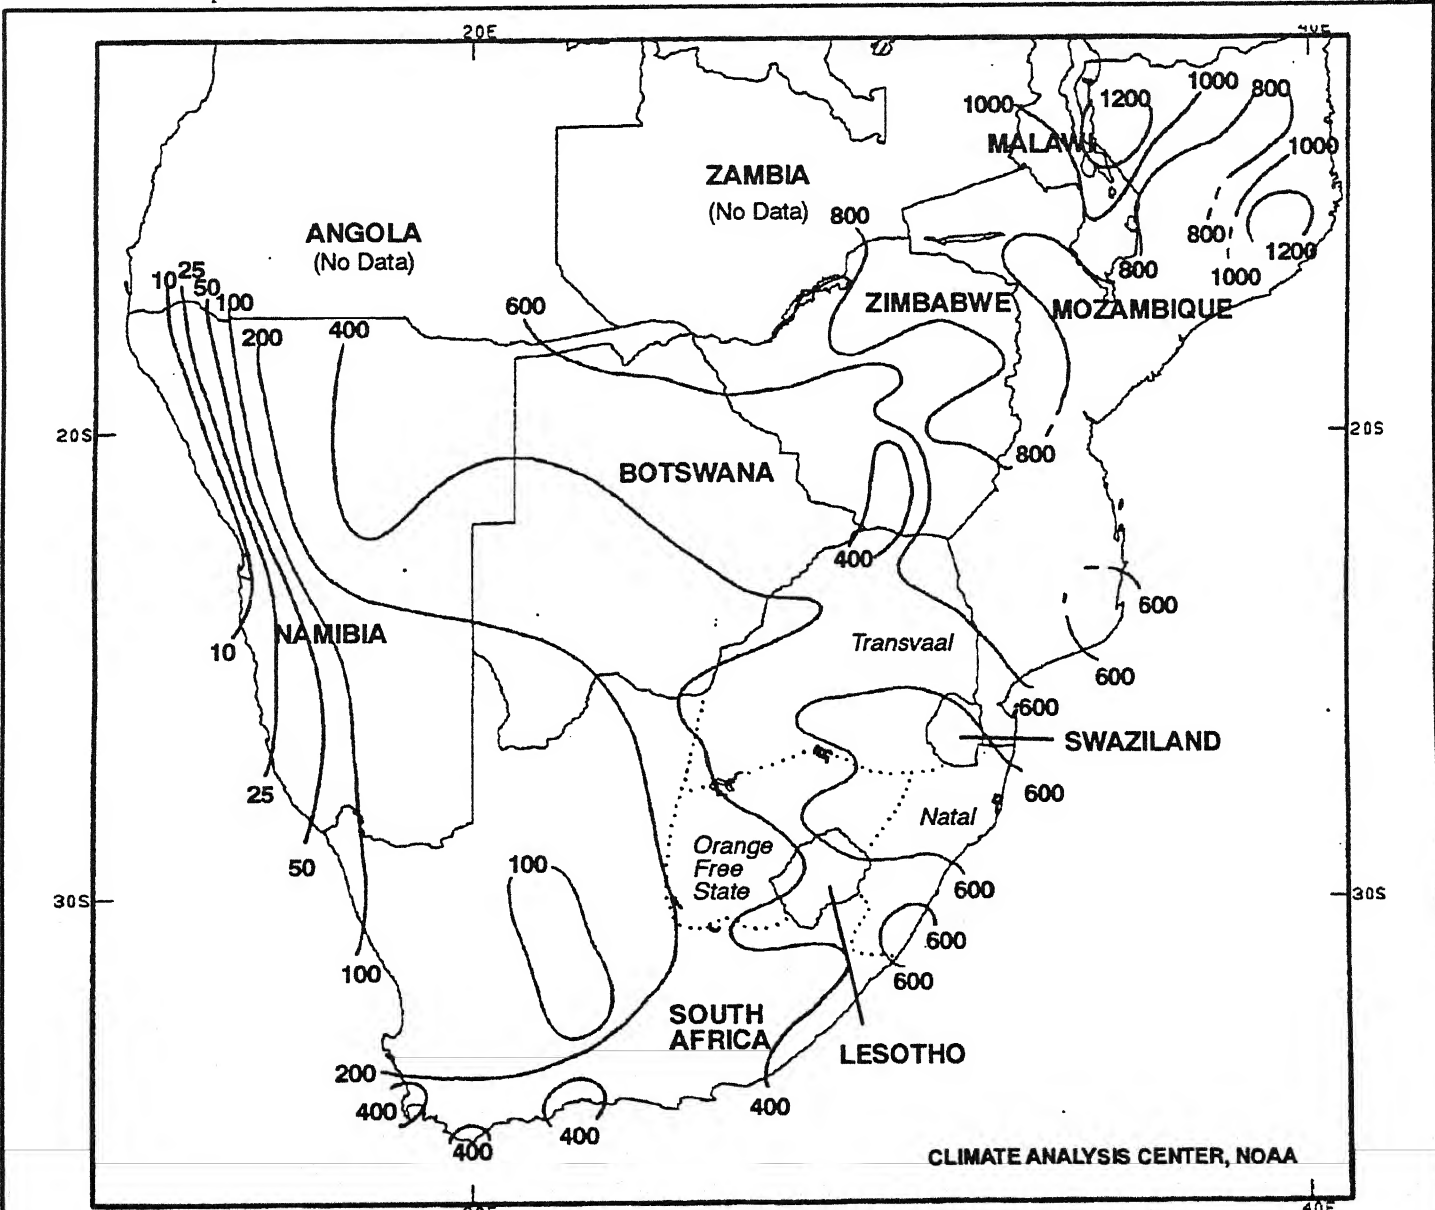 20E
40E
1000
1200
1000
800
MALAWI
1000
ZAMBIA
(No Data)
800
ANGOLA
(No Data)
800
1200
10
25
50
100
800
1000
600
ZIMBABWE
MOZAMBIQUE
200
400
20S
20S
800
BOTSWANA
400
600
NAMIBIA
Transvaal
10
600
600
SWAZILAND
25
600
Natal
50
Orange
Free
State
100
600
30S
30S
600
100
600
SOUTH
AFRICA
LESOTHO
200
400
400
400
400
CLIMATE ANALYSIS CENTER, NOAA